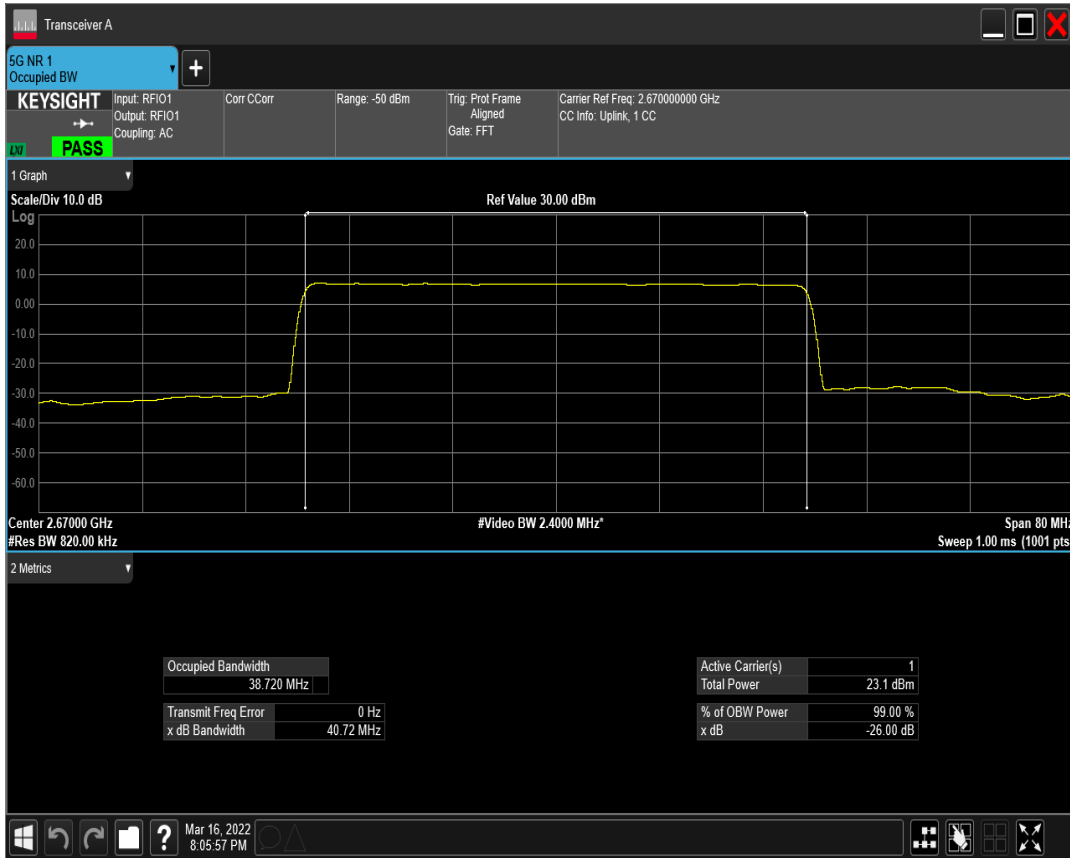 Transceiver A
5G NR 1
Occupied BW
+
KEYSIGHT
LXI
PASS
Input: RFIO1
Output: RFIO1
Coupling: AC
Corr CCorr
Range: -50 dBm
Trig: Prot Frame
Aligned
Gate: FFT
Carrier Ref Freq: 2.670000000 GHz
CC Info: Uplink, 1 CC
1 Graph
Scale/Div 10.0 dB
Ref Value 30.00 dBm
Log
20.0
10.0
0.00
-10.0
-20.0
-30.0
-40.0
-50.0
-60.0
Center 2.67000 GHz
#Video BW 2.4000 MHz*
Span 80 MHz
#Res BW 820.00 kHz
Sweep 1.00 ms (1001 pts
2 Metrics
Occupied Bandwidth
38.720 MHz
Transmit Freq Error 0 Hz
x dB Bandwidth 40.72 MHz
Active Carrier(s) 1
Total Power 23.1 dBm
% of OBW Power 99.00 %
x dB -26.00 dB
?
Mar 16, 2022
8:05:57 PM